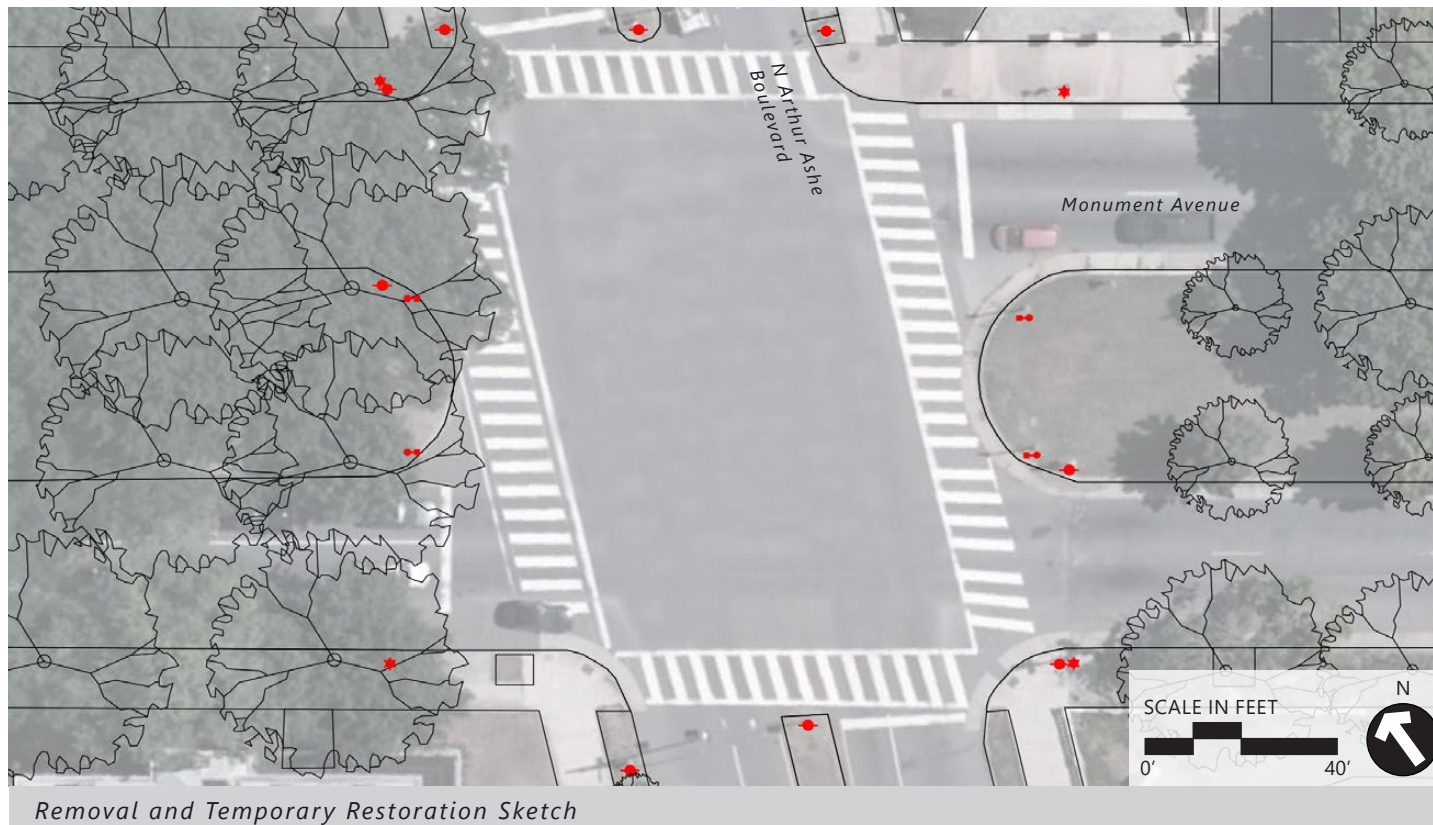 N Arthur Ashe
Boulevard
Monument Avenue
SCALE IN FEET
0' 40'
N
Removal and Temporary Restoration Sketch